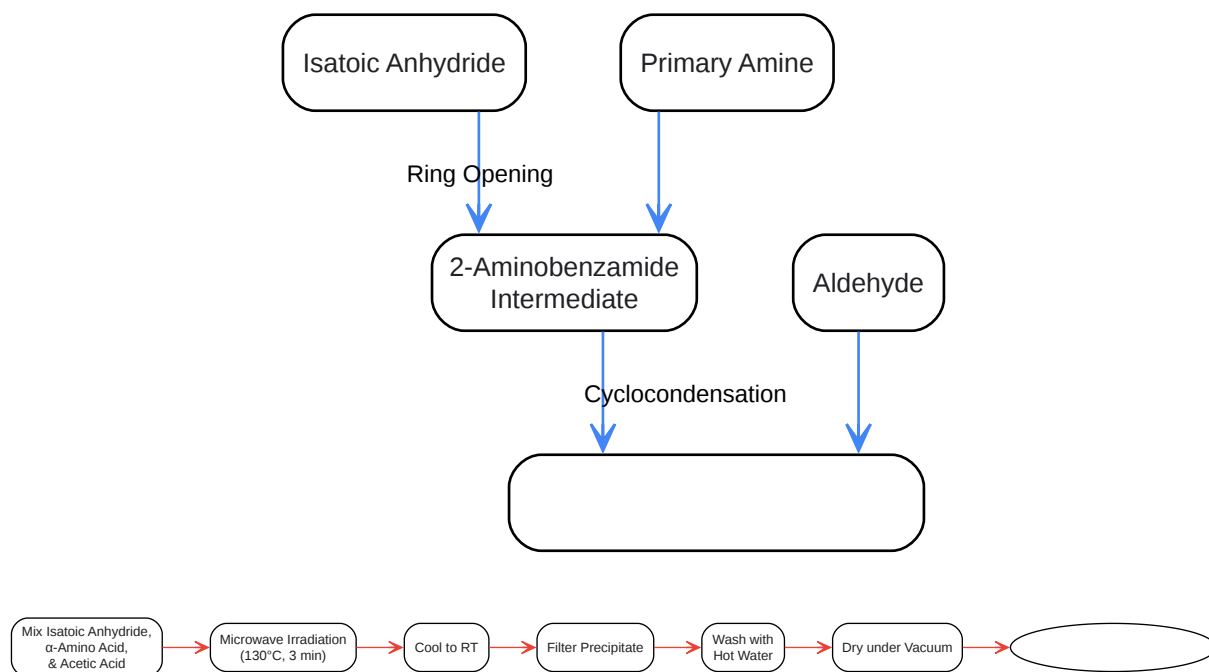 Isatoic Anhydride
Primary Amine
Ring Opening
2-Aminobenzamide
Intermediate
Aldehyde
Cyclocondensation
Mix Isatoic Anhydride,
α-Amino Acid,
& Acetic Acid
Microwave Irradiation
(130°C, 3 min)
Cool to RT
Filter Precipitate
Wash with
Hot Water
Dry under Vacuum